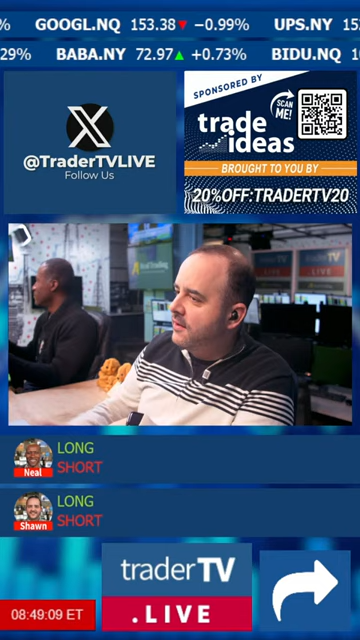 % GOOGL.NQ 153.38▼ −0.99% UPS.NY 152
29% BABA.NY 72.97▲ +0.73% BIDU.NQ 1
@TraderTVLIVE
Follow Us
SPONSORED BY
SCAN
ME!
trade
ideas
BROUGHT TO YOU BY
20%OFF:TRADERTV20
LONG
SHORT
Neal
LONG
SHORT
Shawn
08:49:09 ET
traderTV
.LIVE